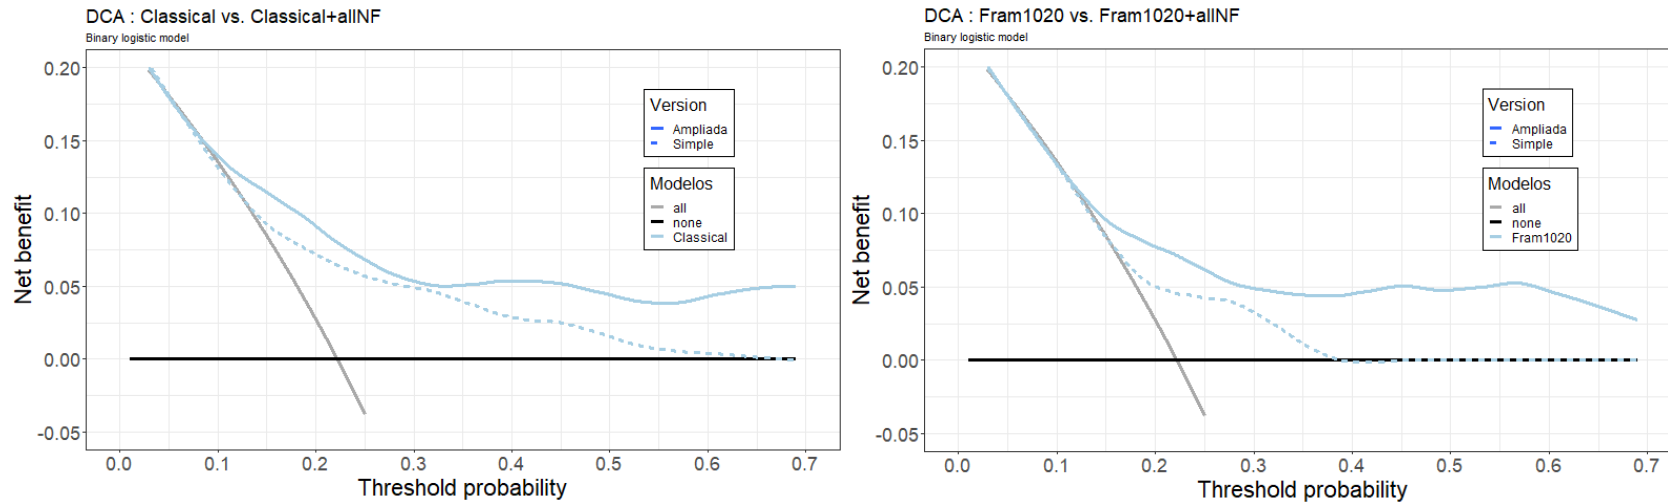 DCA : Classical vs. Classical+allNF
Binary logistic model
Net benefit
0.20
0.15
0.10
0.05
0.00
-0.05
Version
Ampliada
Simple
Modelos
all
none
Classical
0.0 0.1 0.2 0.3 0.4 0.5 0.6 0.7
Threshold probability
DCA : Fram1020 vs. Fram1020+allNF
Binary logistic model
Net benefit
0.20
0.15
0.10
0.05
0.00
-0.05
Version
Ampliada
Simple
Modelos
all
none
Fram1020
0.0 0.1 0.2 0.3 0.4 0.5 0.6 0.7
Threshold probability